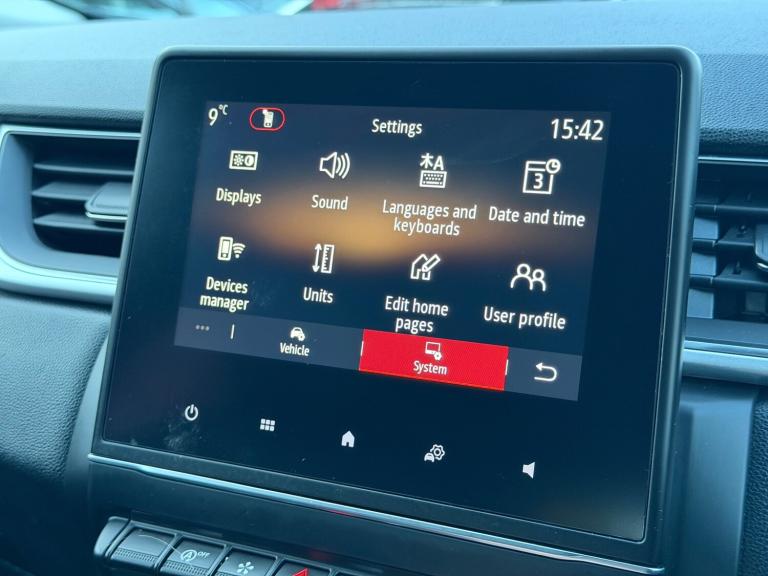 9°C
Settings
15:42
Displays
Sound
Languages and
keyboards
Date and time
Devices
manager
Units
Edit home
pages
User profile
Vehicle
System
OFF